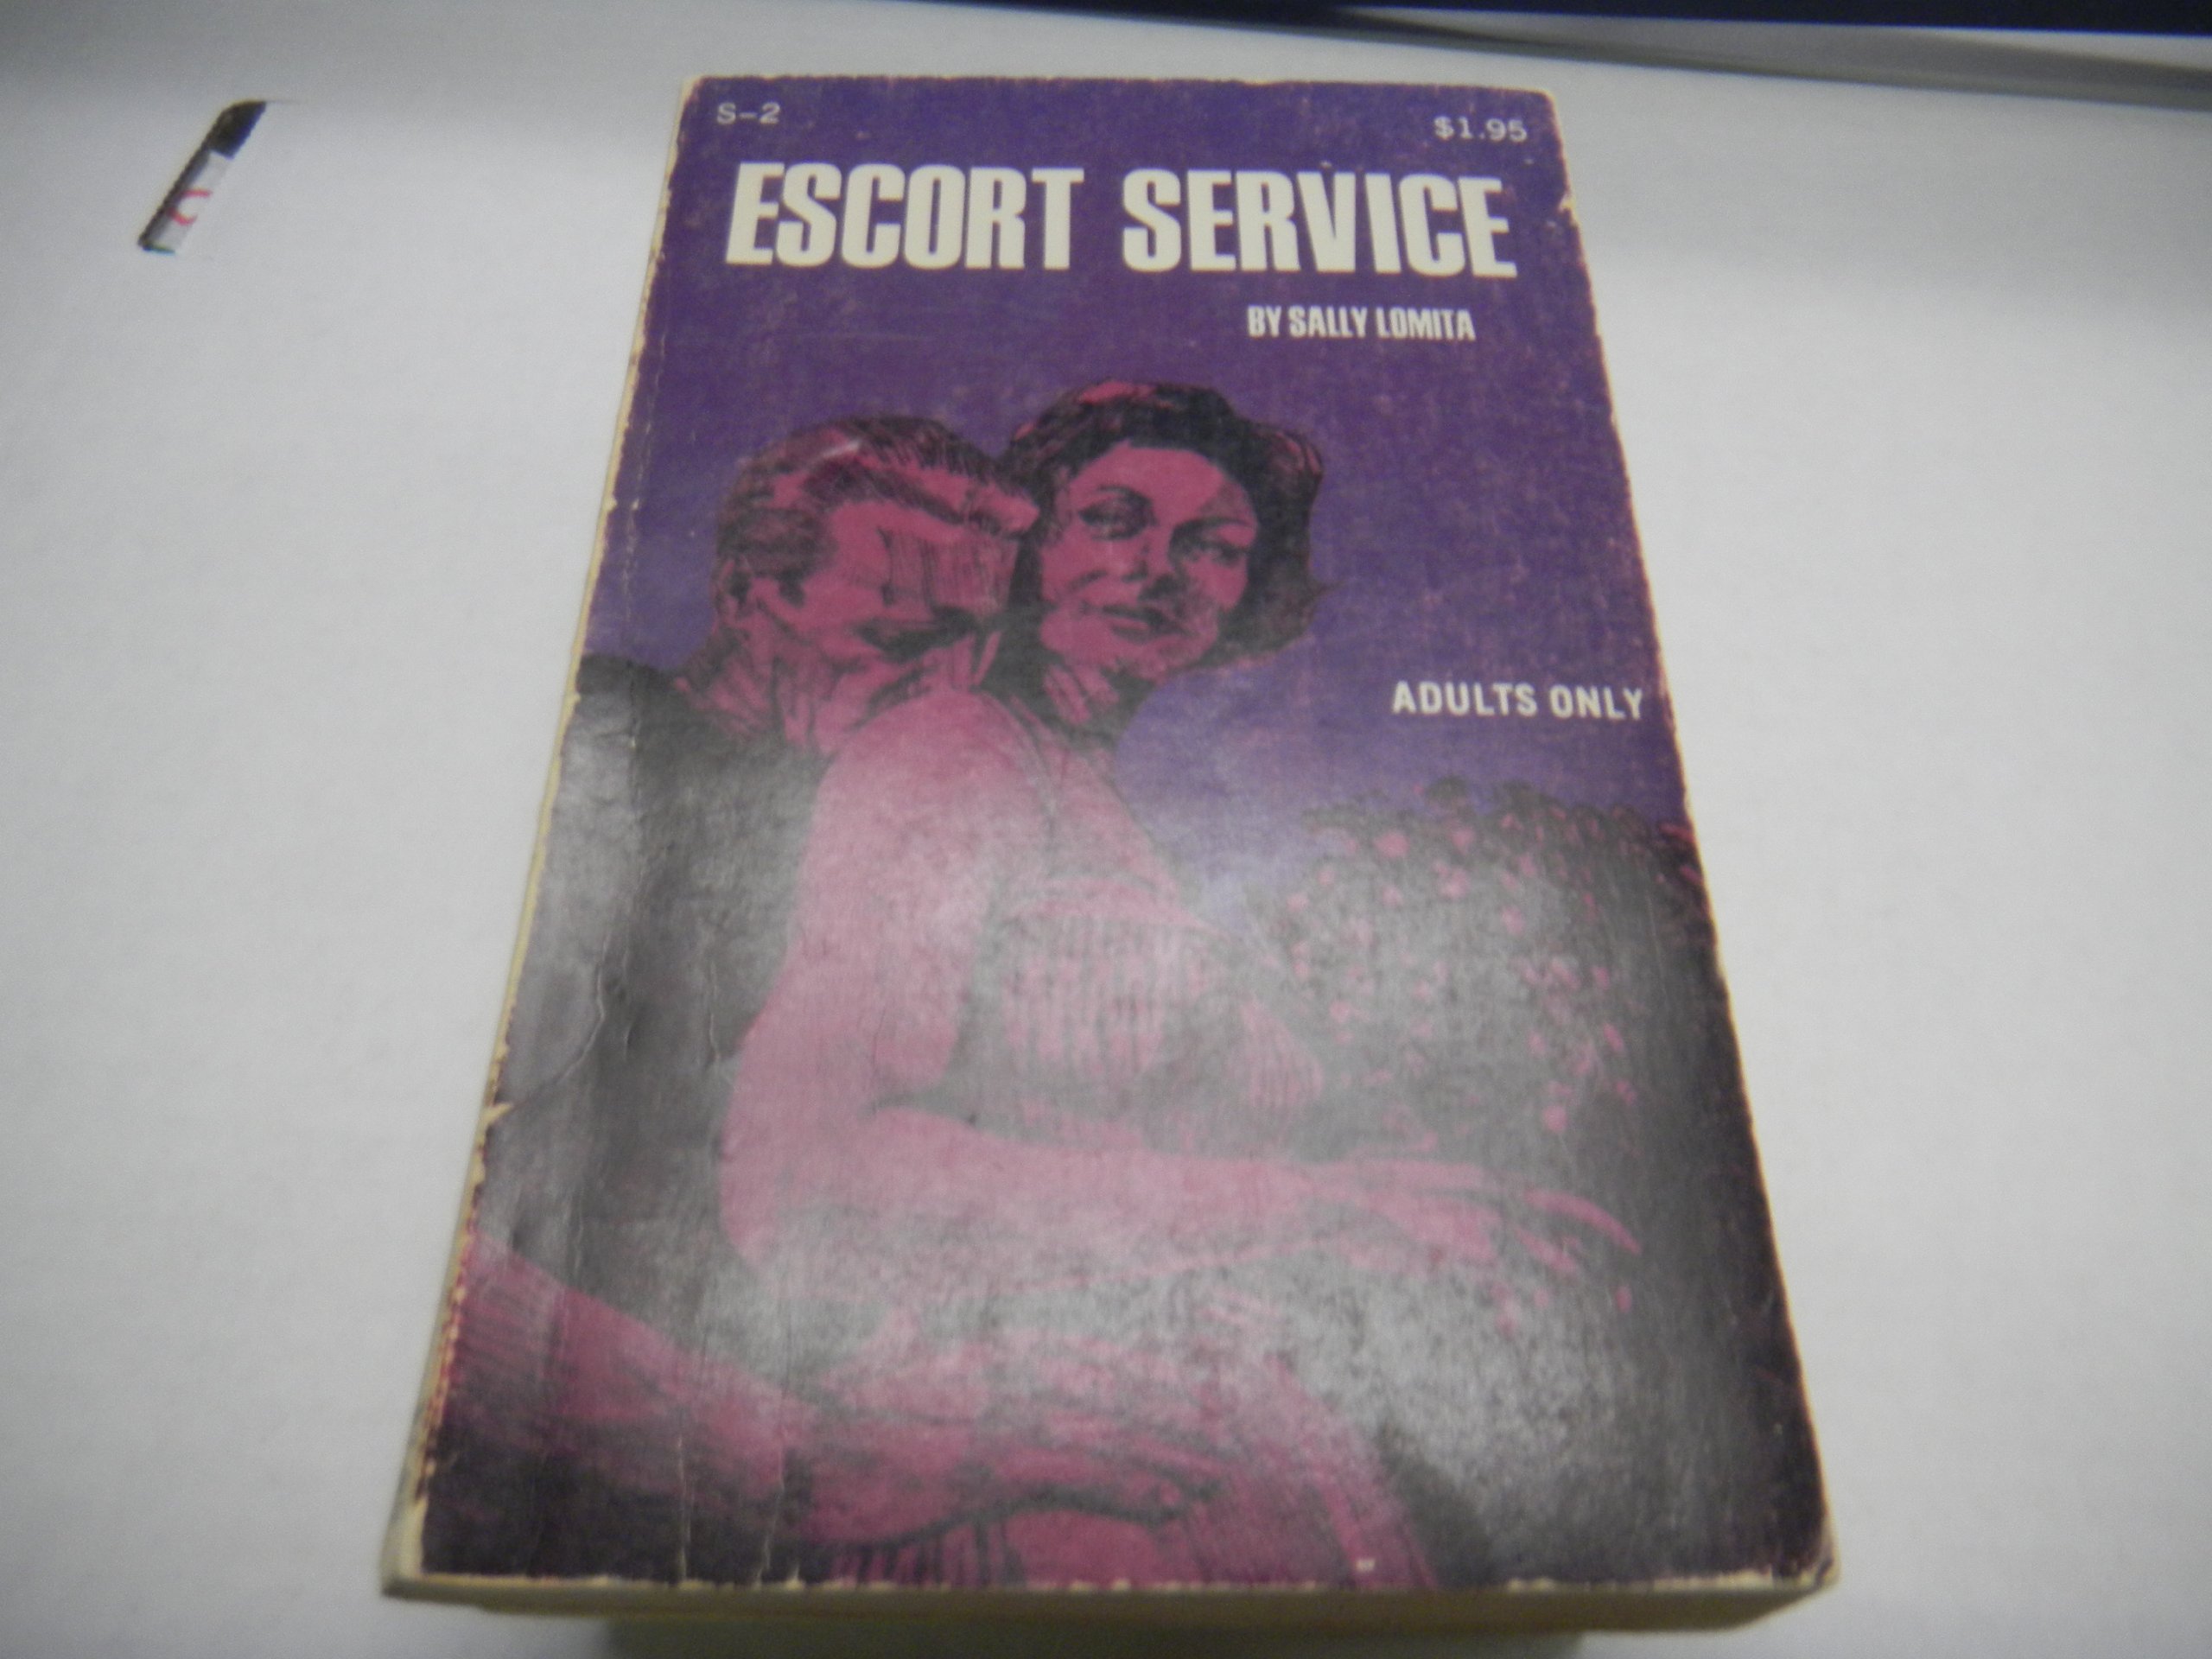 S-2
$1.95
ESCORT SERVICE
BY SALLY LOMITA
ADULTS ONLY